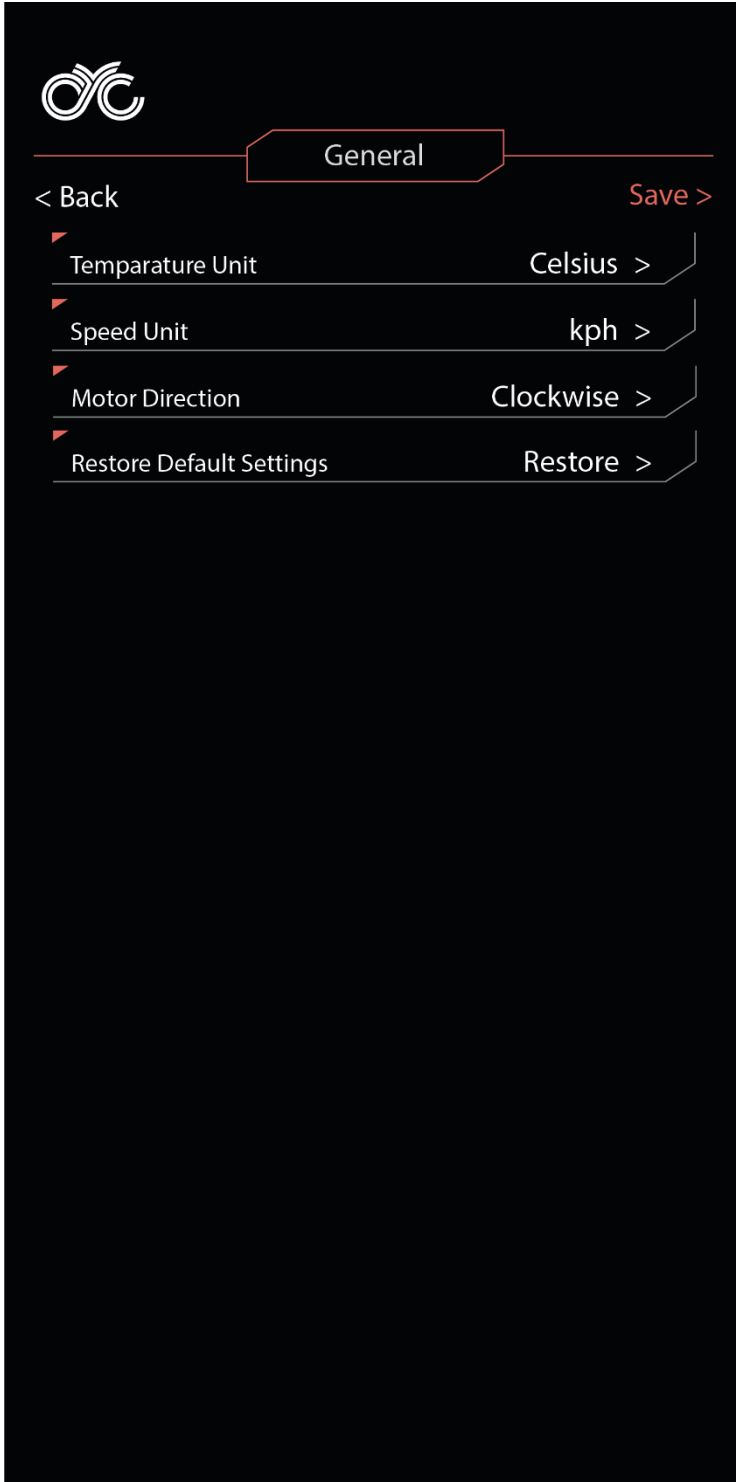 General
< Back Save >
Temparature Unit Celsius >
Speed Unit kph >
Motor Direction Clockwise >
Restore Default Settings Restore >